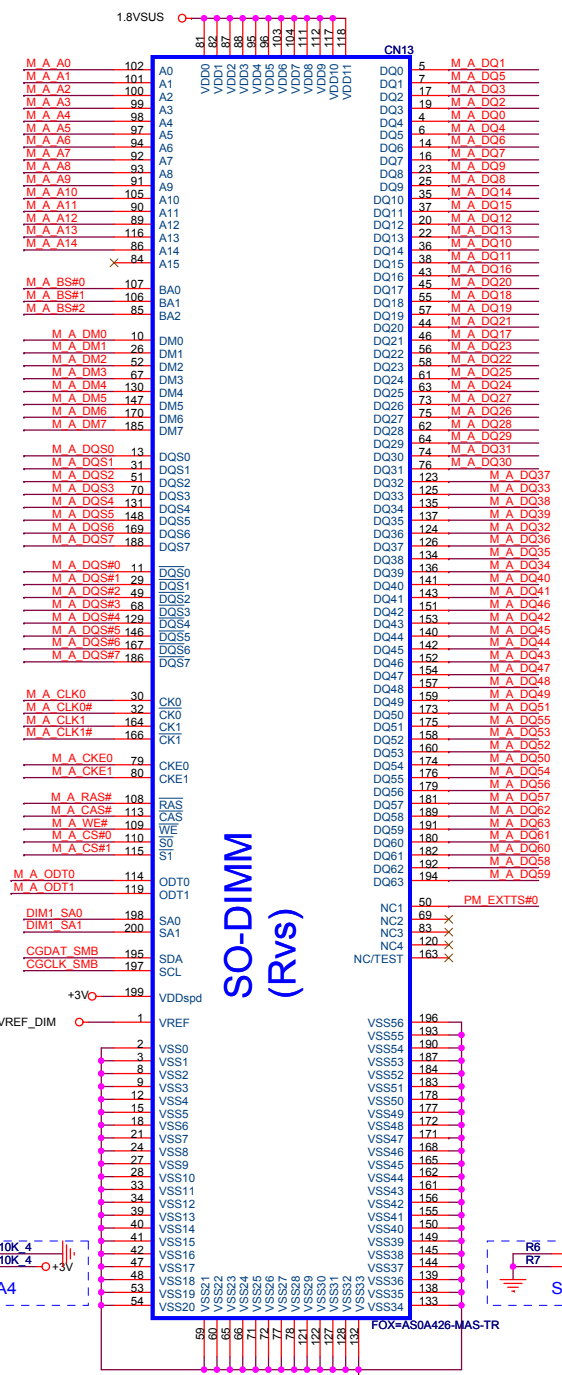 1.8VSUS
81 82 87 88 95 96 103 104 111 112 117 118
VDD0 VDD1 VDD2 VDD3 VDD4 VDD5 VDD6 VDD7 VDD8 VDD9 VDD10 VDD11
CN13
M_A_A0 102 A0
M_A_A1 101 A1
M_A_A2 100 A2
M_A_A3 99 A3
M_A_A4 98 A4
M_A_A5 97 A5
M_A_A6 94 A6
M_A_A7 92 A7
M_A_A8 93 A8
M_A_A9 91 A9
M_A_A10 105 A10
M_A_A11 90 A11
M_A_A12 89 A12
M_A_A13 116 A13
M_A_A14 86 A14
84 A15
M_A_BS#0 107 BA0
M_A_BS#1 106 BA1
M_A_BS#2 85 BA2
M_A_DM0 10 DM0
M_A_DM1 26 DM1
M_A_DM2 52 DM2
M_A_DM3 67 DM3
M_A_DM4 130 DM4
M_A_DM5 147 DM5
M_A_DM6 170 DM6
M_A_DM7 185 DM7
M_A_DQS0 13 DQS0
M_A_DQS1 31 DQS1
M_A_DQS2 51 DQS2
M_A_DQS3 70 DQS3
M_A_DQS4 131 DQS4
M_A_DQS5 148 DQS5
M_A_DQS6 169 DQS6
M_A_DQS7 188 DQS7
M_A_DQS#0 11 DQS0
M_A_DQS#1 29 DQS1
M_A_DQS#2 49 DQS2
M_A_DQS#3 68 DQS3
M_A_DQS#4 129 DQS4
M_A_DQS#5 146 DQS5
M_A_DQS#6 167 DQS6
M_A_DQS#7 186 DQS7
M_A_CLK0 30 CK0
M_A_CLK0# 32 CK0
M_A_CLK1 164 CK1
M_A_CLK1# 166 CK1
M_A_CKE0 79 CKE0
M_A_CKE1 80 CKE1
M_A_RAS# 108 RAS
M_A_CAS# 113 CAS
M_A_WE# 109 WE
M_A_CS#0 110 S0
M_A_CS#1 115 S1
M_A_ODT0 114 ODT0
M_A_ODT1 119 ODT1
DIM1_SA0 198 SA0
DIM1_SA1 200 SA1
CGDAT_SMB 195 SDA
CGCLK_SMB 197 SCL
+3V 199 VDDspd
VREF_DIM 1 VREF
2 VSS0
3 VSS1
8 VSS2
9 VSS3
12 VSS4
15 VSS5
18 VSS6
21 VSS7
24 VSS8
27 VSS9
28 VSS10
33 VSS11
34 VSS12
39 VSS13
40 VSS14
41 VSS15
42 VSS16
47 VSS17
48 VSS18
53 VSS19
54 VSS20
SO-DIMM
(Rvs)
DQ0 5 M_A_DQ1
DQ1 7 M_A_DQ5
DQ2 17 M_A_DQ3
DQ3 19 M_A_DQ2
DQ4 4 M_A_DQ0
DQ5 6 M_A_DQ4
DQ6 14 M_A_DQ6
DQ7 16 M_A_DQ7
DQ8 23 M_A_DQ9
DQ9 25 M_A_DQ8
DQ10 35 M_A_DQ14
DQ11 37 M_A_DQ15
DQ12 20 M_A_DQ12
DQ13 22 M_A_DQ13
DQ14 36 M_A_DQ10
DQ15 38 M_A_DQ11
DQ16 43 M_A_DQ16
DQ17 45 M_A_DQ20
DQ18 55 M_A_DQ18
DQ19 57 M_A_DQ19
DQ20 44 M_A_DQ21
DQ21 46 M_A_DQ17
DQ22 56 M_A_DQ23
DQ23 58 M_A_DQ22
DQ24 61 M_A_DQ25
DQ25 63 M_A_DQ24
DQ26 73 M_A_DQ27
DQ27 75 M_A_DQ26
DQ28 62 M_A_DQ28
DQ29 64 M_A_DQ29
DQ30 74 M_A_DQ31
DQ31 76 M_A_DQ30
DQ32 123 M_A_DQ37
DQ33 125 M_A_DQ33
DQ34 135 M_A_DQ38
DQ35 137 M_A_DQ39
DQ36 124 M_A_DQ32
DQ37 126 M_A_DQ36
DQ38 134 M_A_DQ35
DQ39 136 M_A_DQ34
DQ40 141 M_A_DQ40
DQ41 143 M_A_DQ41
DQ42 151 M_A_DQ46
DQ43 153 M_A_DQ42
DQ44 140 M_A_DQ45
DQ45 142 M_A_DQ44
DQ46 152 M_A_DQ43
DQ47 154 M_A_DQ47
DQ48 157 M_A_DQ48
DQ49 159 M_A_DQ49
DQ50 173 M_A_DQ51
DQ51 175 M_A_DQ55
DQ52 158 M_A_DQ53
DQ53 160 M_A_DQ52
DQ54 174 M_A_DQ50
DQ55 176 M_A_DQ54
DQ56 179 M_A_DQ56
DQ57 181 M_A_DQ57
DQ58 189 M_A_DQ62
DQ59 191 M_A_DQ63
DQ60 180 M_A_DQ61
DQ61 182 M_A_DQ60
DQ62 192 M_A_DQ58
DQ63 194 M_A_DQ59
NC1 50 PM_EXTTS#0
NC2 69
NC3 83
NC4 120
NC/TEST 163
VSS56 196
VSS55 193
VSS54 190
VSS53 187
VSS52 184
VSS51 183
VSS50 178
VSS49 177
VSS48 172
VSS47 171
VSS46 168
VSS45 165
VSS44 162
VSS43 161
VSS42 156
VSS41 155
VSS40 150
VSS39 149
VSS38 145
VSS37 144
VSS36 139
VSS35 138
VSS34 133
VSS21 VSS22 VSS23 VSS24 VSS25 VSS26 VSS27 VSS28 VSS29 VSS30 VSS31 VSS32 VSS33
59 60 65 66 71 72 77 78 121 122 127 128 132
FOX=AS0A426-MAS-TR
10K_4
10K_4
+3V
A4
R6
R7
S